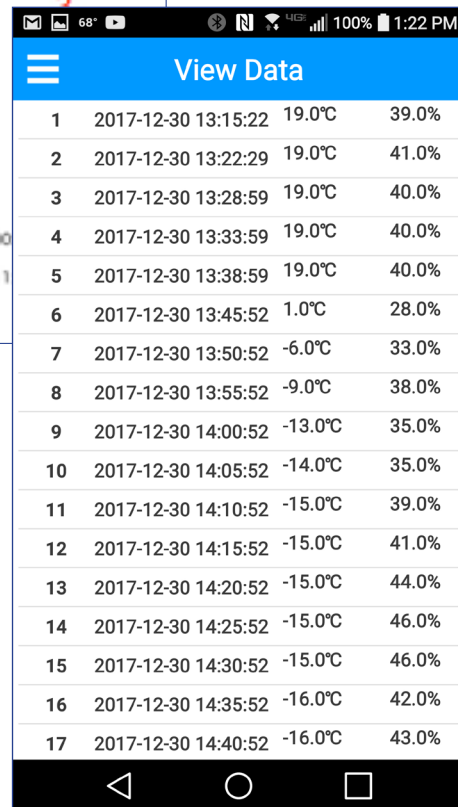 68° 4G 100% 1:22 PM
View Data
1 2017-12-30 13:15:22 19.0℃ 39.0%
2 2017-12-30 13:22:29 19.0℃ 41.0%
3 2017-12-30 13:28:59 19.0℃ 40.0%
4 2017-12-30 13:33:59 19.0℃ 40.0%
5 2017-12-30 13:38:59 19.0℃ 40.0%
6 2017-12-30 13:45:52 1.0℃ 28.0%
7 2017-12-30 13:50:52 -6.0℃ 33.0%
8 2017-12-30 13:55:52 -9.0℃ 38.0%
9 2017-12-30 14:00:52 -13.0℃ 35.0%
10 2017-12-30 14:05:52 -14.0℃ 35.0%
11 2017-12-30 14:10:52 -15.0℃ 39.0%
12 2017-12-30 14:15:52 -15.0℃ 41.0%
13 2017-12-30 14:20:52 -15.0℃ 44.0%
14 2017-12-30 14:25:52 -15.0℃ 46.0%
15 2017-12-30 14:30:52 -15.0℃ 46.0%
16 2017-12-30 14:35:52 -16.0℃ 42.0%
17 2017-12-30 14:40:52 -16.0℃ 43.0%